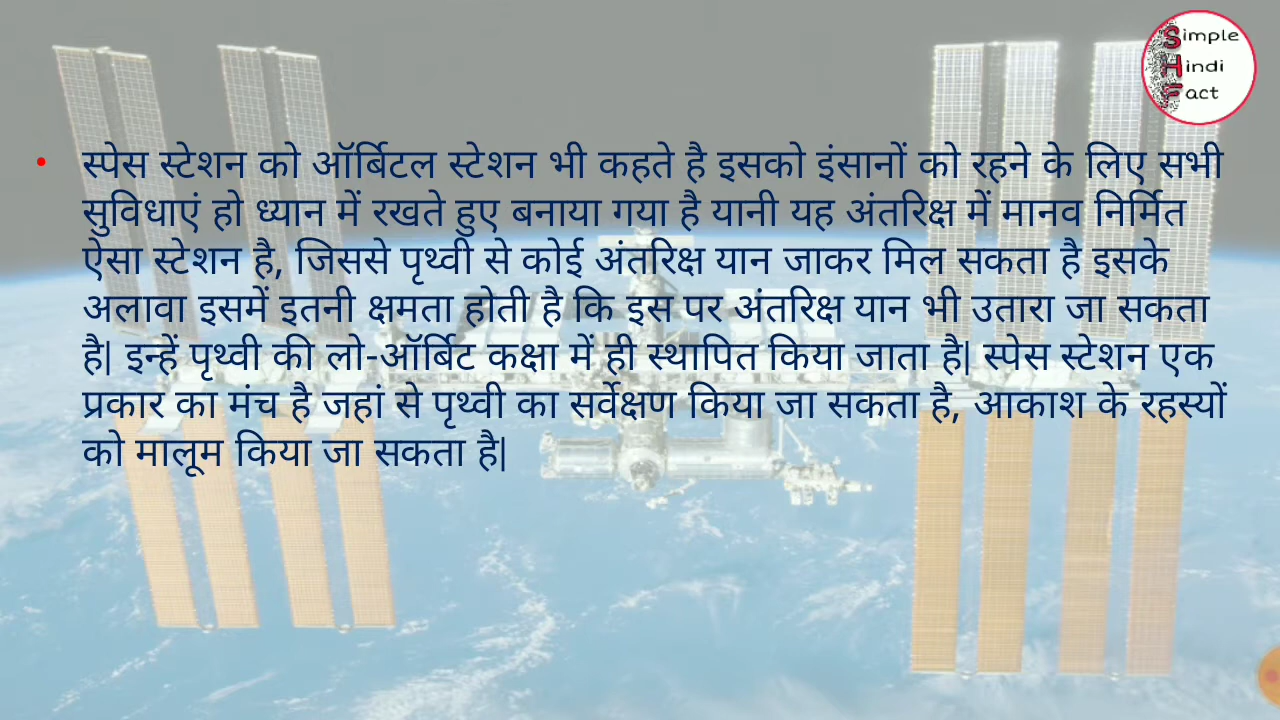 Simple
Hindi
Fact
• स्पेस स्टेशन को ऑर्बिटल स्टेशन भी कहते है इसको इंसानों को रहने के लिए सभी
सुविधाएं हो ध्यान में रखते हुए बनाया गया है यानी यह अंतरिक्ष में मानव निर्मित
ऐसा स्टेशन है, जिससे पृथ्वी से कोई अंतरिक्ष यान जाकर मिल सकता है इसके
अलावा इसमें इतनी क्षमता होती है कि इस पर अंतरिक्ष यान भी उतारा जा सकता
है| इन्हें पृथ्वी की लो-ऑर्बिट कक्षा में ही स्थापित किया जाता है| स्पेस स्टेशन एक
प्रकार का मंच है जहां से पृथ्वी का सर्वेक्षण किया जा सकता है, आकाश के रहस्यों
को मालूम किया जा सकता है|